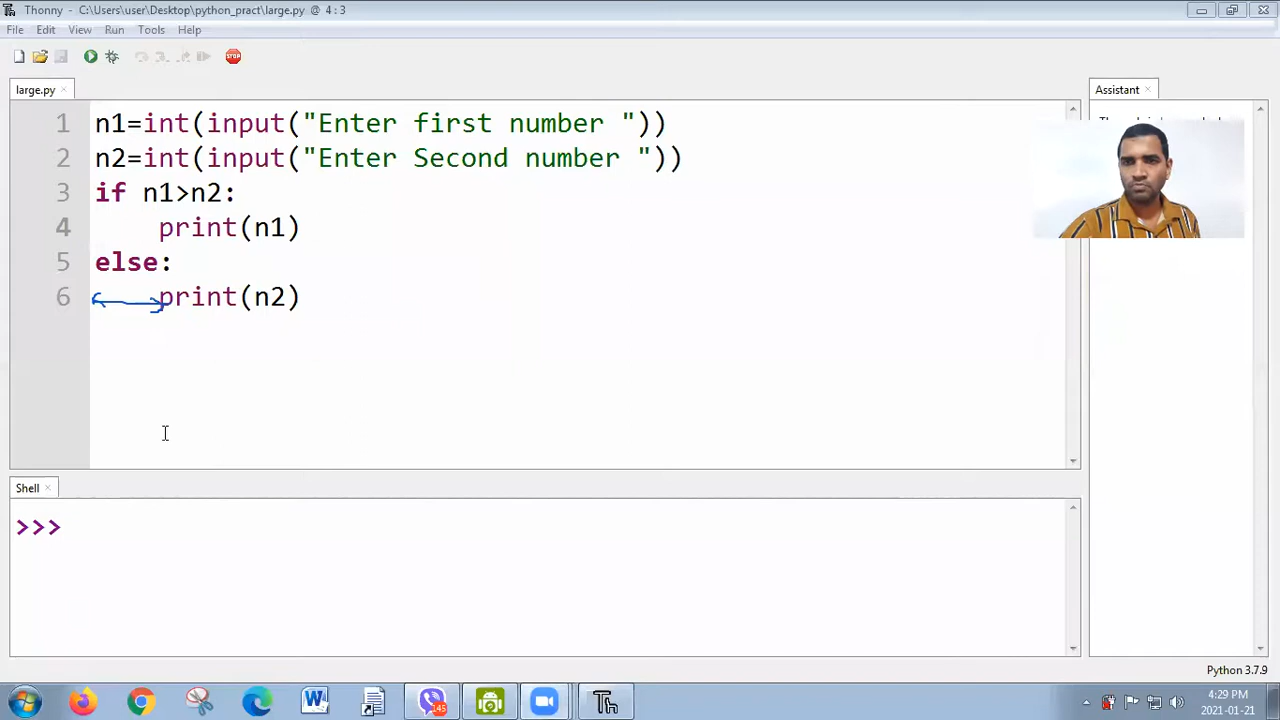 Thonny - C:\Users\user\Desktop\python_pract\large.py @ 4 : 3
File Edit View Run Tools Help
STOP
large.py
1 n1=int(input("Enter first number "))
2 n2=int(input("Enter Second number "))
3 if n1>n2:
4     print(n1)
5 else:
6     print(n2)
Assistant
Shell
>>>
Python 3.7.9
145
4:29 PM
2021-01-21